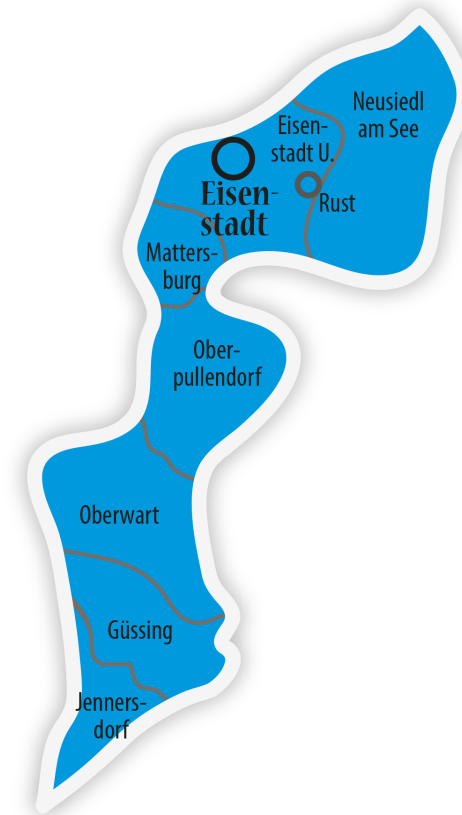 Neusiedl
am See
Eisen-
stadt U.
Eisen-
stadt
Rust
Matters-
burg
Ober-
pullendorf
Oberwart
Güssing
Jenners-
dorf